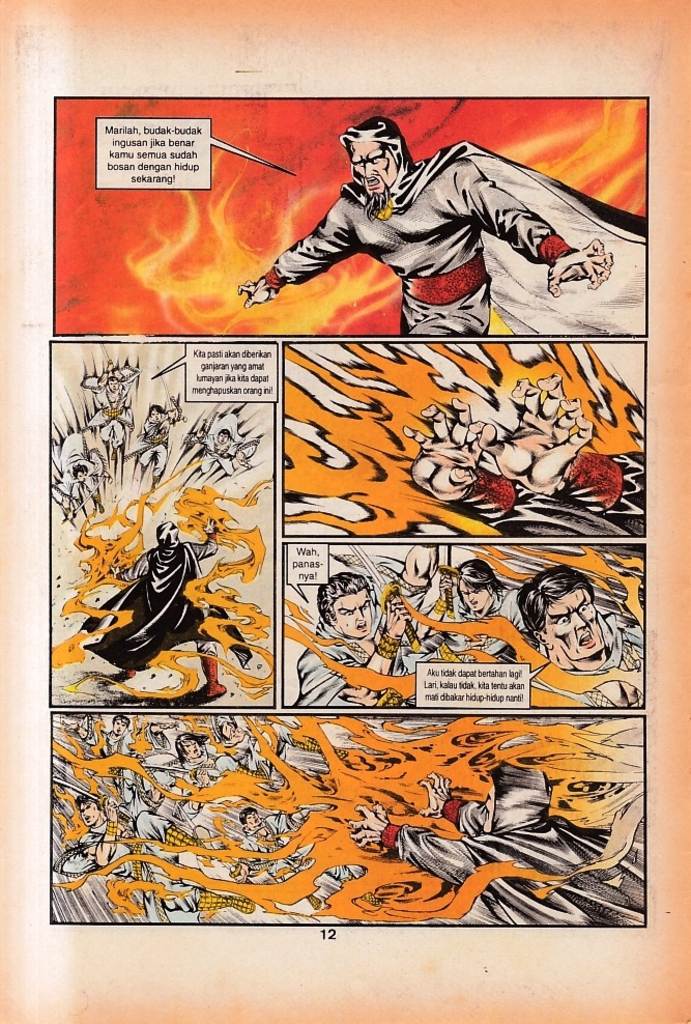 Marilah, budak-budak
ingusan jika benar
kamu semua sudah
bosan dengan hidup
sekarang!
Kita pasti akan diberikan
ganjaran yang amat
lumayan jika kita dapat
menghapuskan orang ini!
Wah,
panas-
nya!
Aku tidak dapat bertahan lagi!
Lari, kalau tidak, kita tentu akan
mati dibakar hidup-hidup nanti!
12